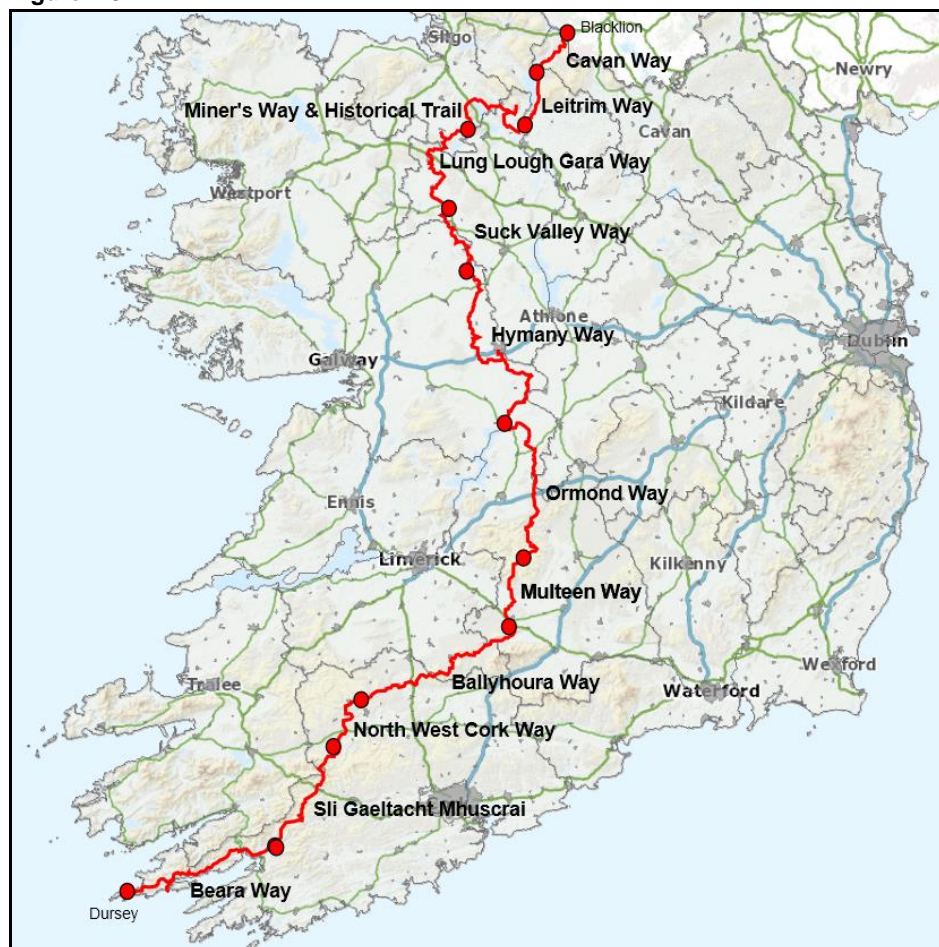 Sligo
Blacklion
Cavan Way
Newry
Miner's Way & Historical Trail
Leitrim Way
Cavan
Lung Lough Gara Way
Westport
Suck Valley Way
Athlone
Hymany Way
Galway
Dublin
Kildare
Ormond Way
Ennis
Limerick
Kilkenny
Multeen Way
Wexford
Tralee
Ballyhoura Way
Waterford
North West Cork Way
Sli Gaeltacht Mhuscrai
Beara Way
Dursey